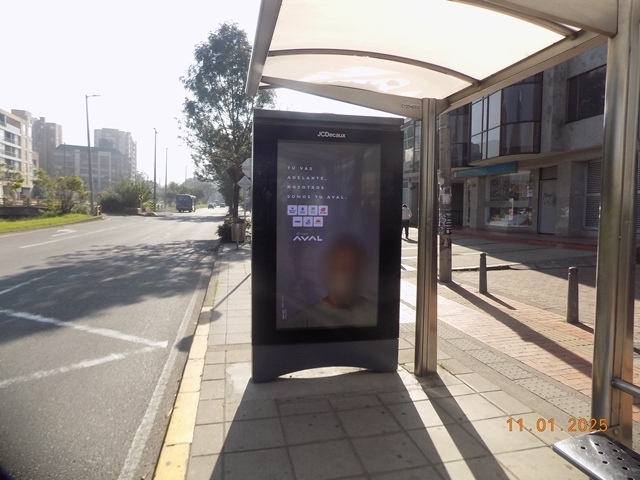 JCDecaux
TU VAS
ADELANTE,
NOSOTROS
SOMOS TU AVAL.
AVAL
11.01.2025